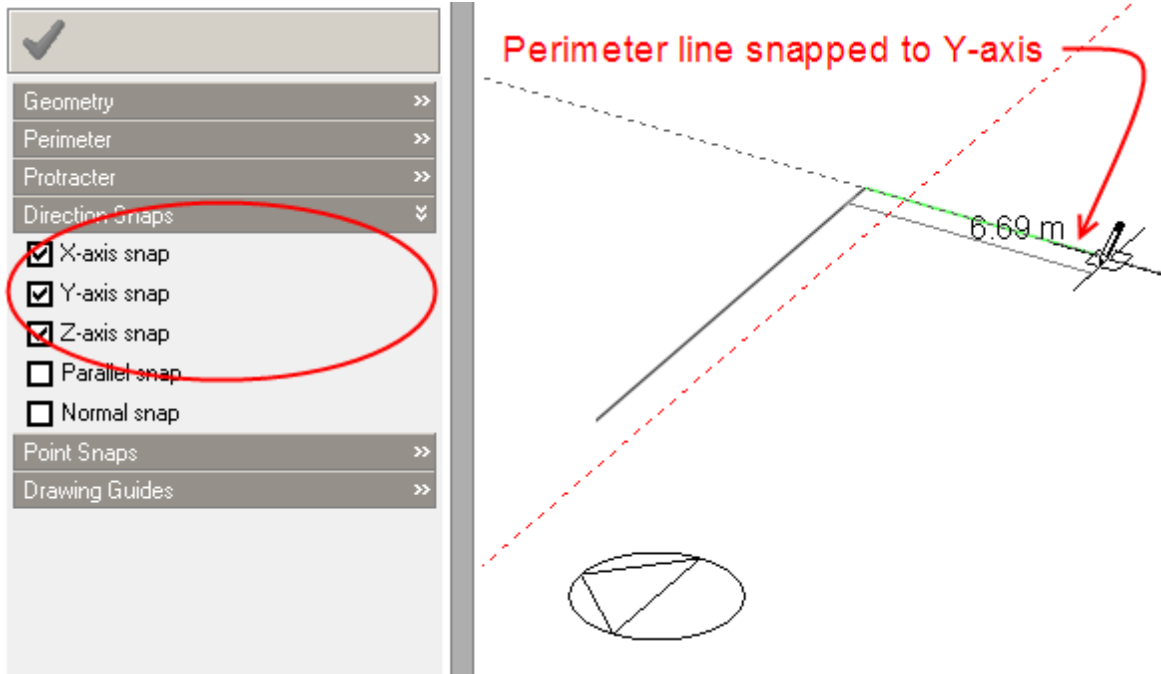 Geometry
Perimeter
Protracter
Direction Snaps
X-axis snap
Y-axis snap
Z-axis snap
Parallel snap
Normal snap
Point Snaps
Drawing Guides
Perimeter line snapped to Y-axis
6.69 m